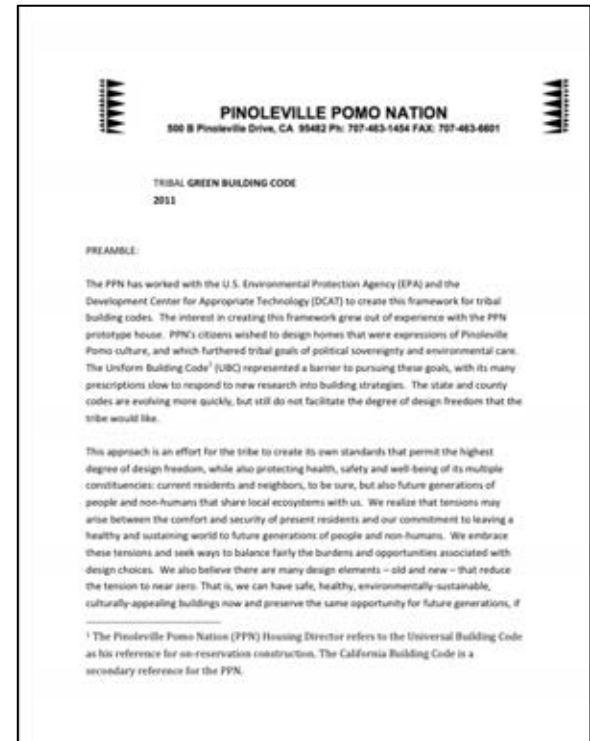 PINOLEVILLE POMO NATION
500 B Pinoleville Drive, CA 95482 Ph: 707-463-1454 FAX: 707-463-6601
TRIBAL GREEN BUILDING CODE
2011
PREAMBLE:
The PPN has worked with the U.S. Environmental Protection Agency (EPA) and the
Development Center for Appropriate Technology (DCAT) to create this framework for tribal
building codes. The interest in creating this framework grew out of experience with the PPN
prototype house. PPN's citizens wished to design homes that were expressions of Pinoleville
Pomo culture, and which furthered tribal goals of political sovereignty and environmental care.
The Uniform Building Code¹ (UBC) represented a barrier to pursuing these goals, with its many
prescriptions slow to respond to new research into building strategies. The state and county
codes are evolving more quickly, but still do not facilitate the degree of design freedom that the
tribe would like.
This approach is an effort for the tribe to create its own standards that permit the highest
degree of design freedom, while also protecting health, safety and well-being of its multiple
constituencies: current residents and neighbors, to be sure, but also future generations of
people and non-humans that share local ecosystems with us. We realize that tensions may
arise between the comfort and security of present residents and our commitment to leaving a
healthy and sustaining world to future generations of people and non-humans. We embrace
these tensions and seek ways to balance fairly the burdens and opportunities associated with
design choices. We also believe there are many design elements – old and new – that reduce
the tension to near zero. That is, we can have safe, healthy, environmentally-sustainable,
culturally-appealing buildings now and preserve the same opportunity for future generations, if
¹ The Pinoleville Pomo Nation (PPN) Housing Director refers to the Universal Building Code
as his reference for on-reservation construction. The California Building Code is a
secondary reference for the PPN.